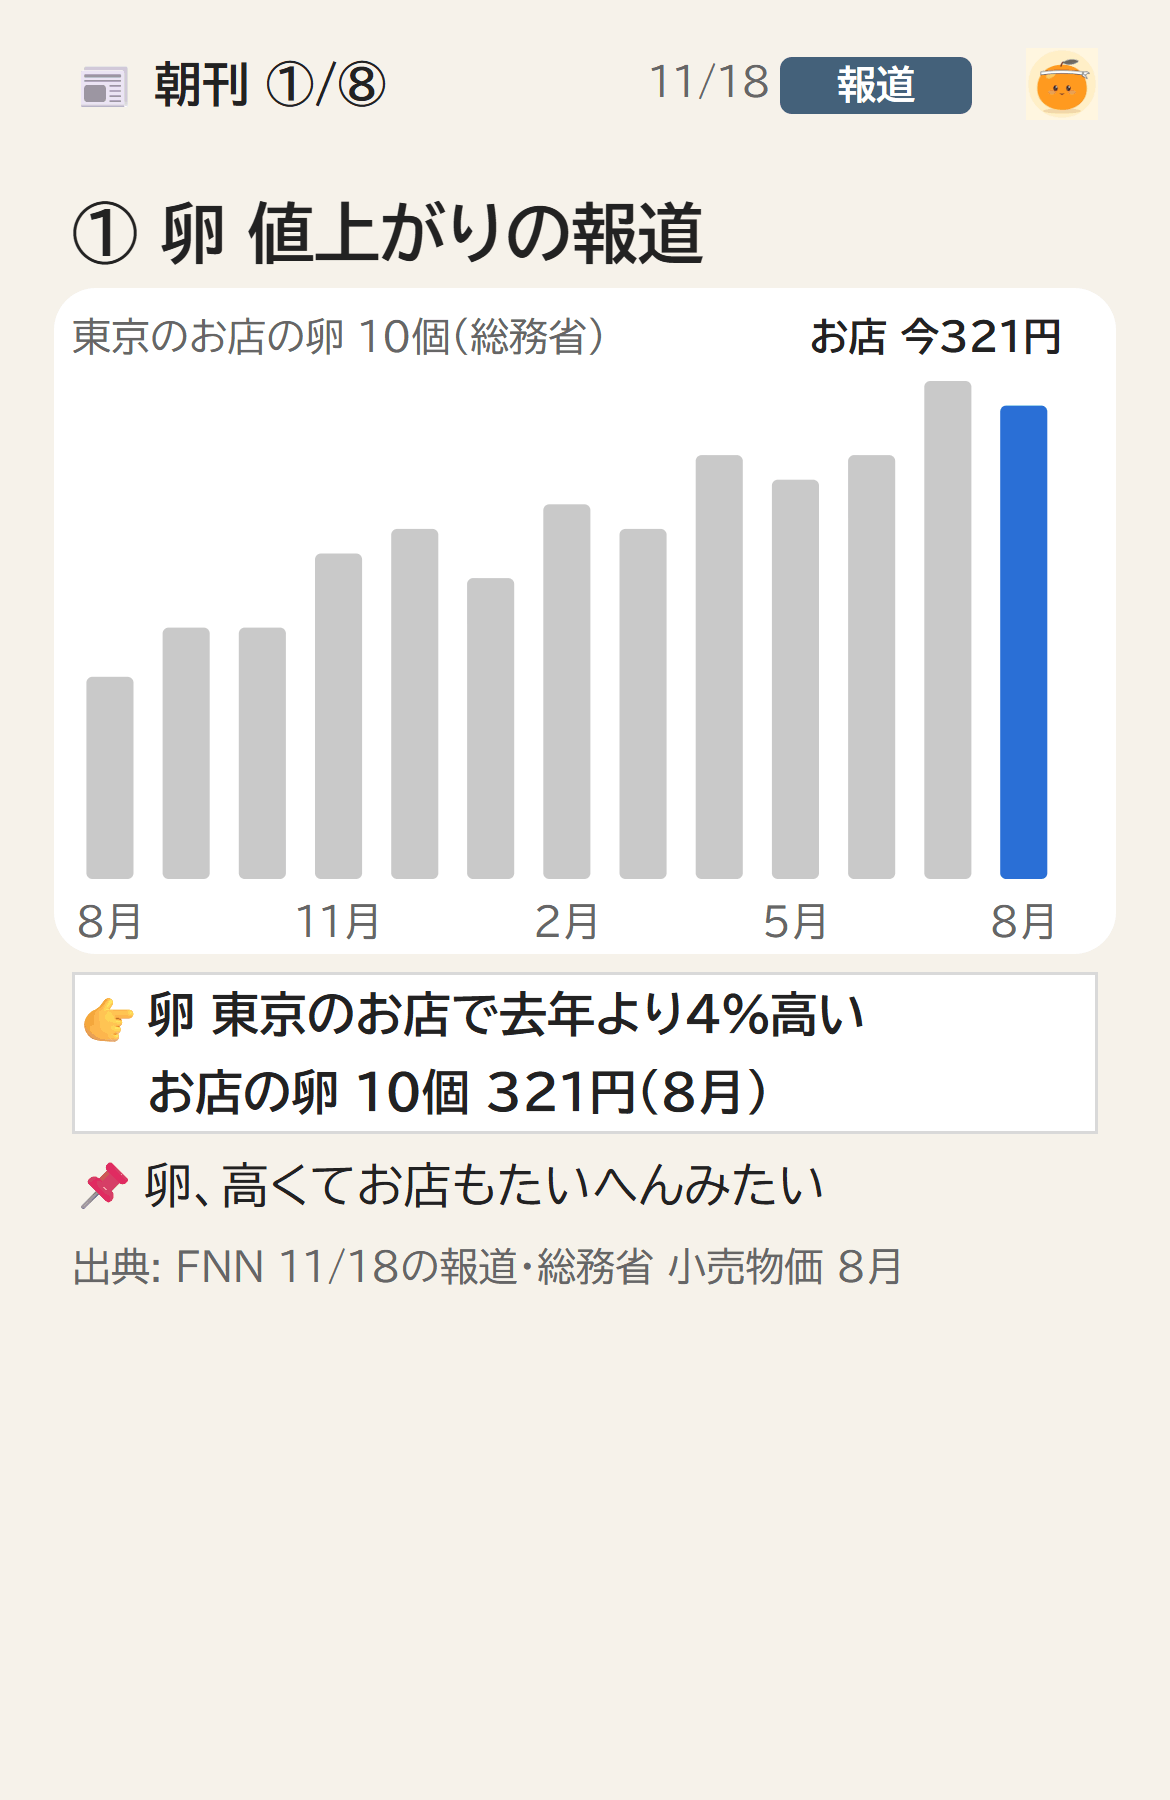 朝刊 ①/⑧
11/18 報道
① 卵 値上がりの報道
東京のお店の卵 10個(総務省)
お店 今321円
8月 11月 2月 5月 8月
卵 東京のお店で去年より4%高い
お店の卵 10個 321円(8月)
卵、高くてお店もたいへんみたい
出典: FNN 11/18の報道・総務省 小売物価 8月